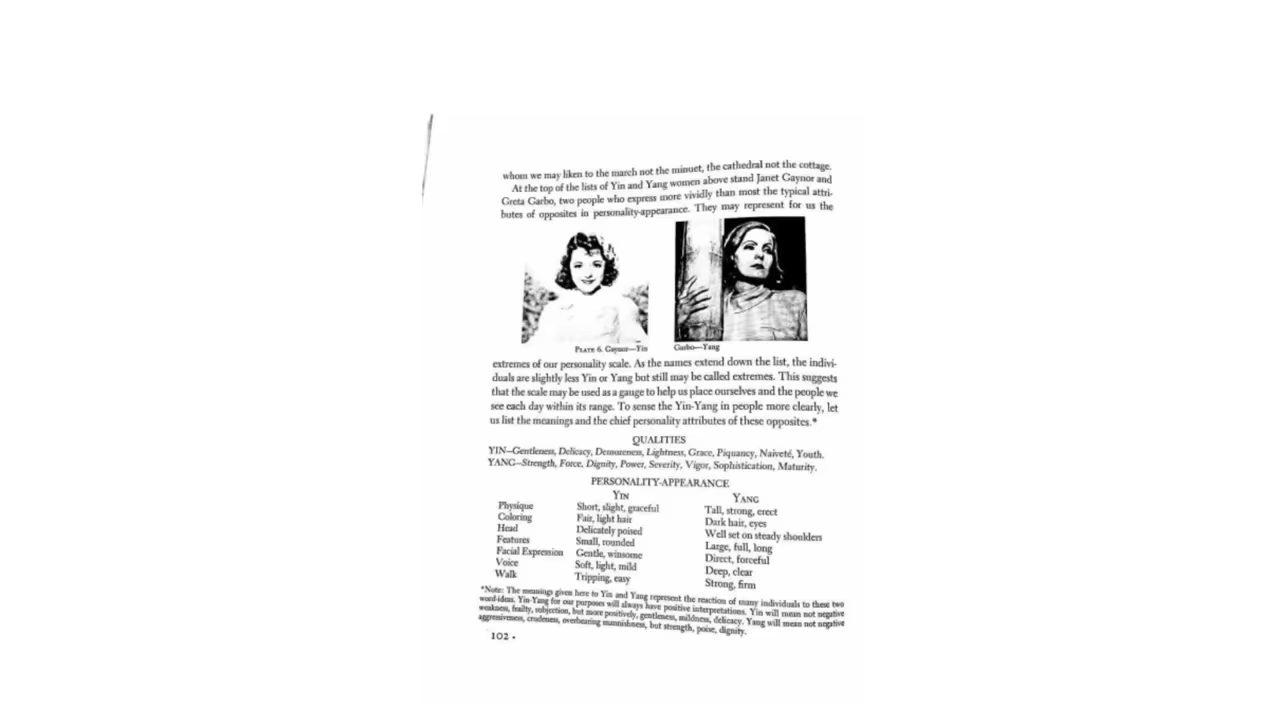 whom we may liken to the march not the minuet, the cathedral not the cottage.
At the top of the lists of Yin and Yang women above stand Janet Gaynor and
Greta Garbo, two people who express more vividly than most the typical attri-
butes of opposites in personality-appearance. They may represent for us the
PLATE 6. Gaynor—Yin
Garbo—Yang
extremes of our personality scale. As the names extend down the list, the indivi-
duals are slightly less Yin or Yang but still may be called extremes. This suggests
that the scale may be used as a gauge to help us place ourselves and the people we
see each day within its range. To sense the Yin-Yang in people more clearly, let
us list the meanings and the chief personality attributes of these opposites.*
QUALITIES
YIN—Gentleness, Delicacy, Demureness, Lightness, Grace, Piquancy, Naiveté, Youth.
YANG—Strength, Force, Dignity, Power, Severity, Vigor, Sophistication, Maturity.
PERSONALITY-APPEARANCE
YIN YANG
Physique Short, slight, graceful Tall, strong, erect
Coloring Fair, light hair Dark hair, eyes
Head Delicately poised Well set on steady shoulders
Features Small, rounded Large, full, long
Facial Expression Gentle, winsome Direct, forceful
Voice Soft, light, mild Deep, clear
Walk Tripping, easy Strong, firm
*Note: The meanings given here to Yin and Yang represent the reaction of many individuals to these two
word-ideas. Yin-Yang for our purposes will always have positive interpretations. Yin will mean not negative
weakness, frailty, subjection, but more positively, gentleness, mildness, delicacy. Yang will mean not negative
aggressiveness, crudeness, overbearing mannishness, but strength, poise, dignity.
102 •